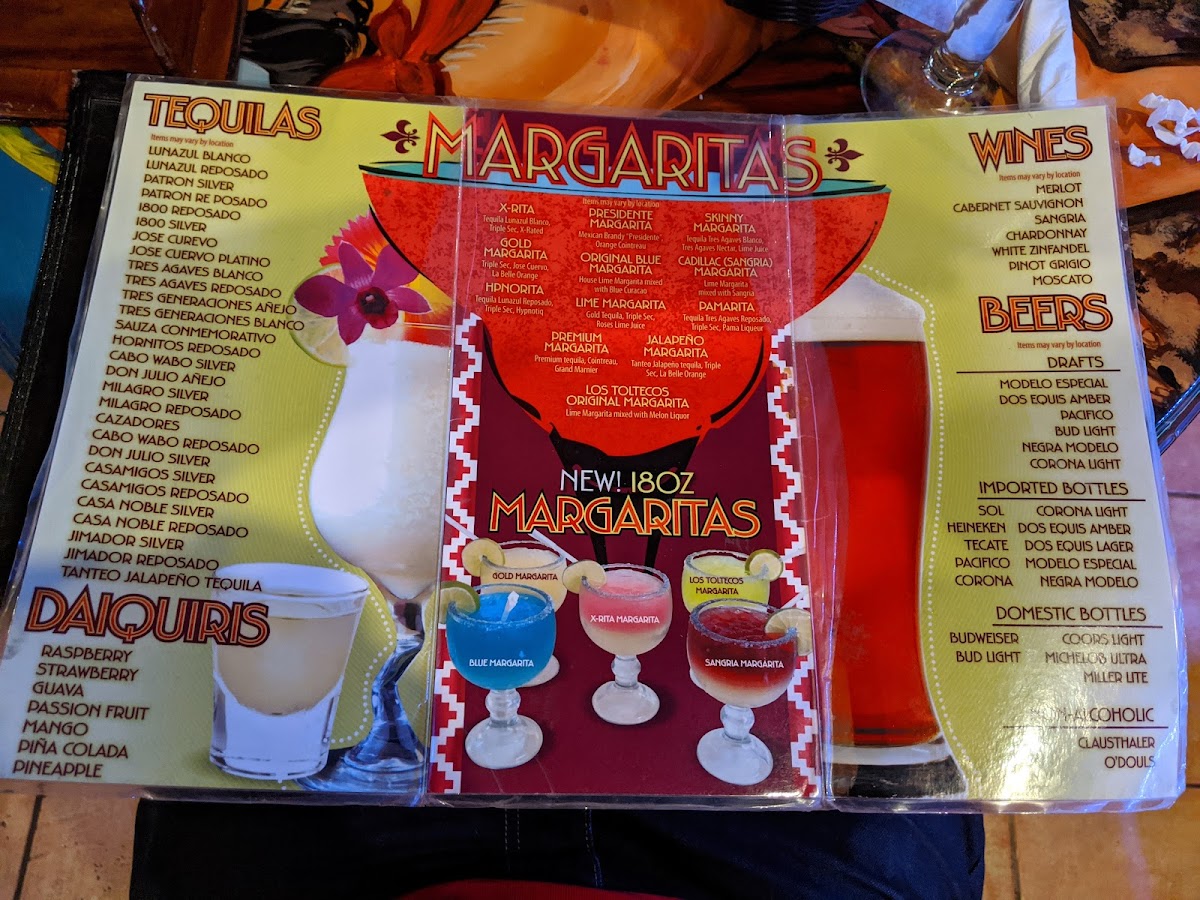 TEQUILAS
Items may vary by location
LUNAZUL BLANCO
LUNAZUL REPOSADO
PATRON SILVER
PATRON RE POSADO
1800 REPOSADO
1800 SILVER
JOSE CUREVO
JOSE CUERVO PLATINO
TRES AGAVES BLANCO
TRES AGAVES REPOSADO
TRES GENERACIONES AÑEJO
TRES GENERACIONES BLANCO
SAUZA CONMEMORATIVO
HORNITOS REPOSADO
CABO WABO SILVER
DON JULIO AÑEJO
MILAGRO SILVER
MILAGRO REPOSADO
CAZADORES
CABO WABO REPOSADO
DON JULIO SILVER
CASAMIGOS SILVER
CASAMIGOS REPOSADO
CASA NOBLE SILVER
CASA NOBLE REPOSADO
JIMADOR SILVER
JIMADOR REPOSADO
TANTEO JALAPEÑO TEQUILA
DAIQUIRIS
RASPBERRY
STRAWBERRY
GUAVA
PASSION FRUIT
MANGO
PIÑA COLADA
PINEAPPLE
MARGARITAS
Items may vary by location
X-RITA
Tequila Lunazul Blanco,
Triple Sec, X-Rated
GOLD
MARGARITA
Triple Sec, Jose Cuervo,
La Belle Orange
HPNORITA
Tequila Lunazul Reposado,
Triple Sec, Hypnotiq
PRESIDENTE
MARGARITA
Mexican Brandy "Presidente",
Orange Cointreau
ORIGINAL BLUE
MARGARITA
House Lime Margarita mixed
with Blue Curacao
LIME MARGARITA
Gold Tequila, Triple Sec,
Roses Lime Juice
SKINNY
MARGARITA
Tequila Tres Agaves Blanco,
Tres Agaves Nectar, Lime Juice
CADILLAC (SANGRIA)
MARGARITA
Lime Margarita
mixed with Sangria
PAMARITA
Tequila Tres Agaves Reposado,
Triple Sec, Pama Liqueur
PREMIUM
MARGARITA
Premium tequila, Cointreau,
Grand Marnier
JALAPEÑO
MARGARITA
Tanteo Jalapeño tequila, Triple
Sec, La Belle Orange
LOS TOLTECOS
ORIGINAL MARGARITA
Lime Margarita mixed with Melon Liquor
NEW! 18OZ
MARGARITAS
GOLD MARGARITA
LOS TOLTECOS
MARGARITA
X-RITA MARGARITA
BLUE MARGARITA
SANGRIA MARGARITA
WINES
Items may vary by location
MERLOT
CABERNET SAUVIGNON
SANGRIA
CHARDONNAY
WHITE ZINFANDEL
PINOT GRIGIO
MOSCATO
BEERS
Items may vary by location
DRAFTS
MODELO ESPECIAL
DOS EQUIS AMBER
PACIFICO
BUD LIGHT
NEGRA MODELO
CORONA LIGHT
IMPORTED BOTTLES
SOL CORONA LIGHT
HEINEKEN DOS EQUIS AMBER
TECATE DOS EQUIS LAGER
PACIFICO MODELO ESPECIAL
CORONA NEGRA MODELO
DOMESTIC BOTTLES
BUDWEISER COORS LIGHT
BUD LIGHT MICHELOB ULTRA
MILLER LITE
NON-ALCOHOLIC
CLAUSTHALER
O'DOULS